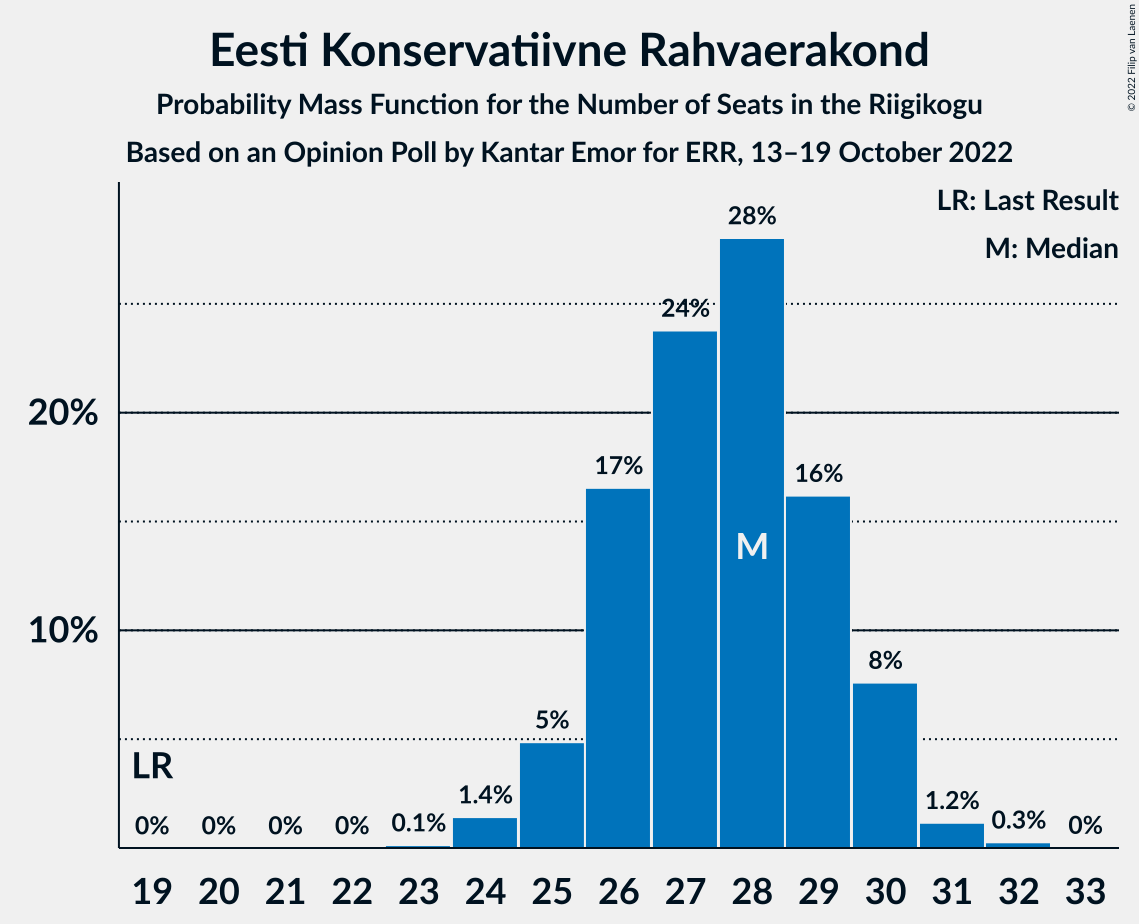 Eesti Konservatiivne Rahvaerakond
Probability Mass Function for the Number of Seats in the Riigikogu
Based on an Opinion Poll by Kantar Emor for ERR, 13–19 October 2022
© 2022 Filip van Laenen
LR: Last Result
M: Median
28%
24%
20%
17%
16%
M
10%
8%
5%
LR
1.4%
1.2%
0%
0%
0%
0%
0.1%
0.3%
0%
19 20 21 22 23 24 25 26 27 28 29 30 31 32 33